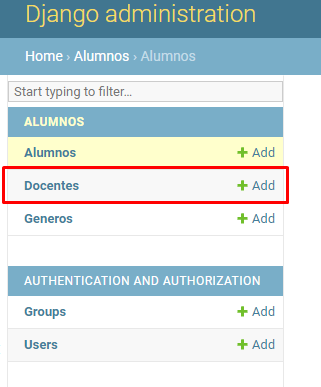 Django administration
Home › Alumnos › Alumnos
Start typing to filter…
ALUMNOS
Alumnos + Add
Docentes + Add
Generos + Add
AUTHENTICATION AND AUTHORIZATION
Groups + Add
Users + Add